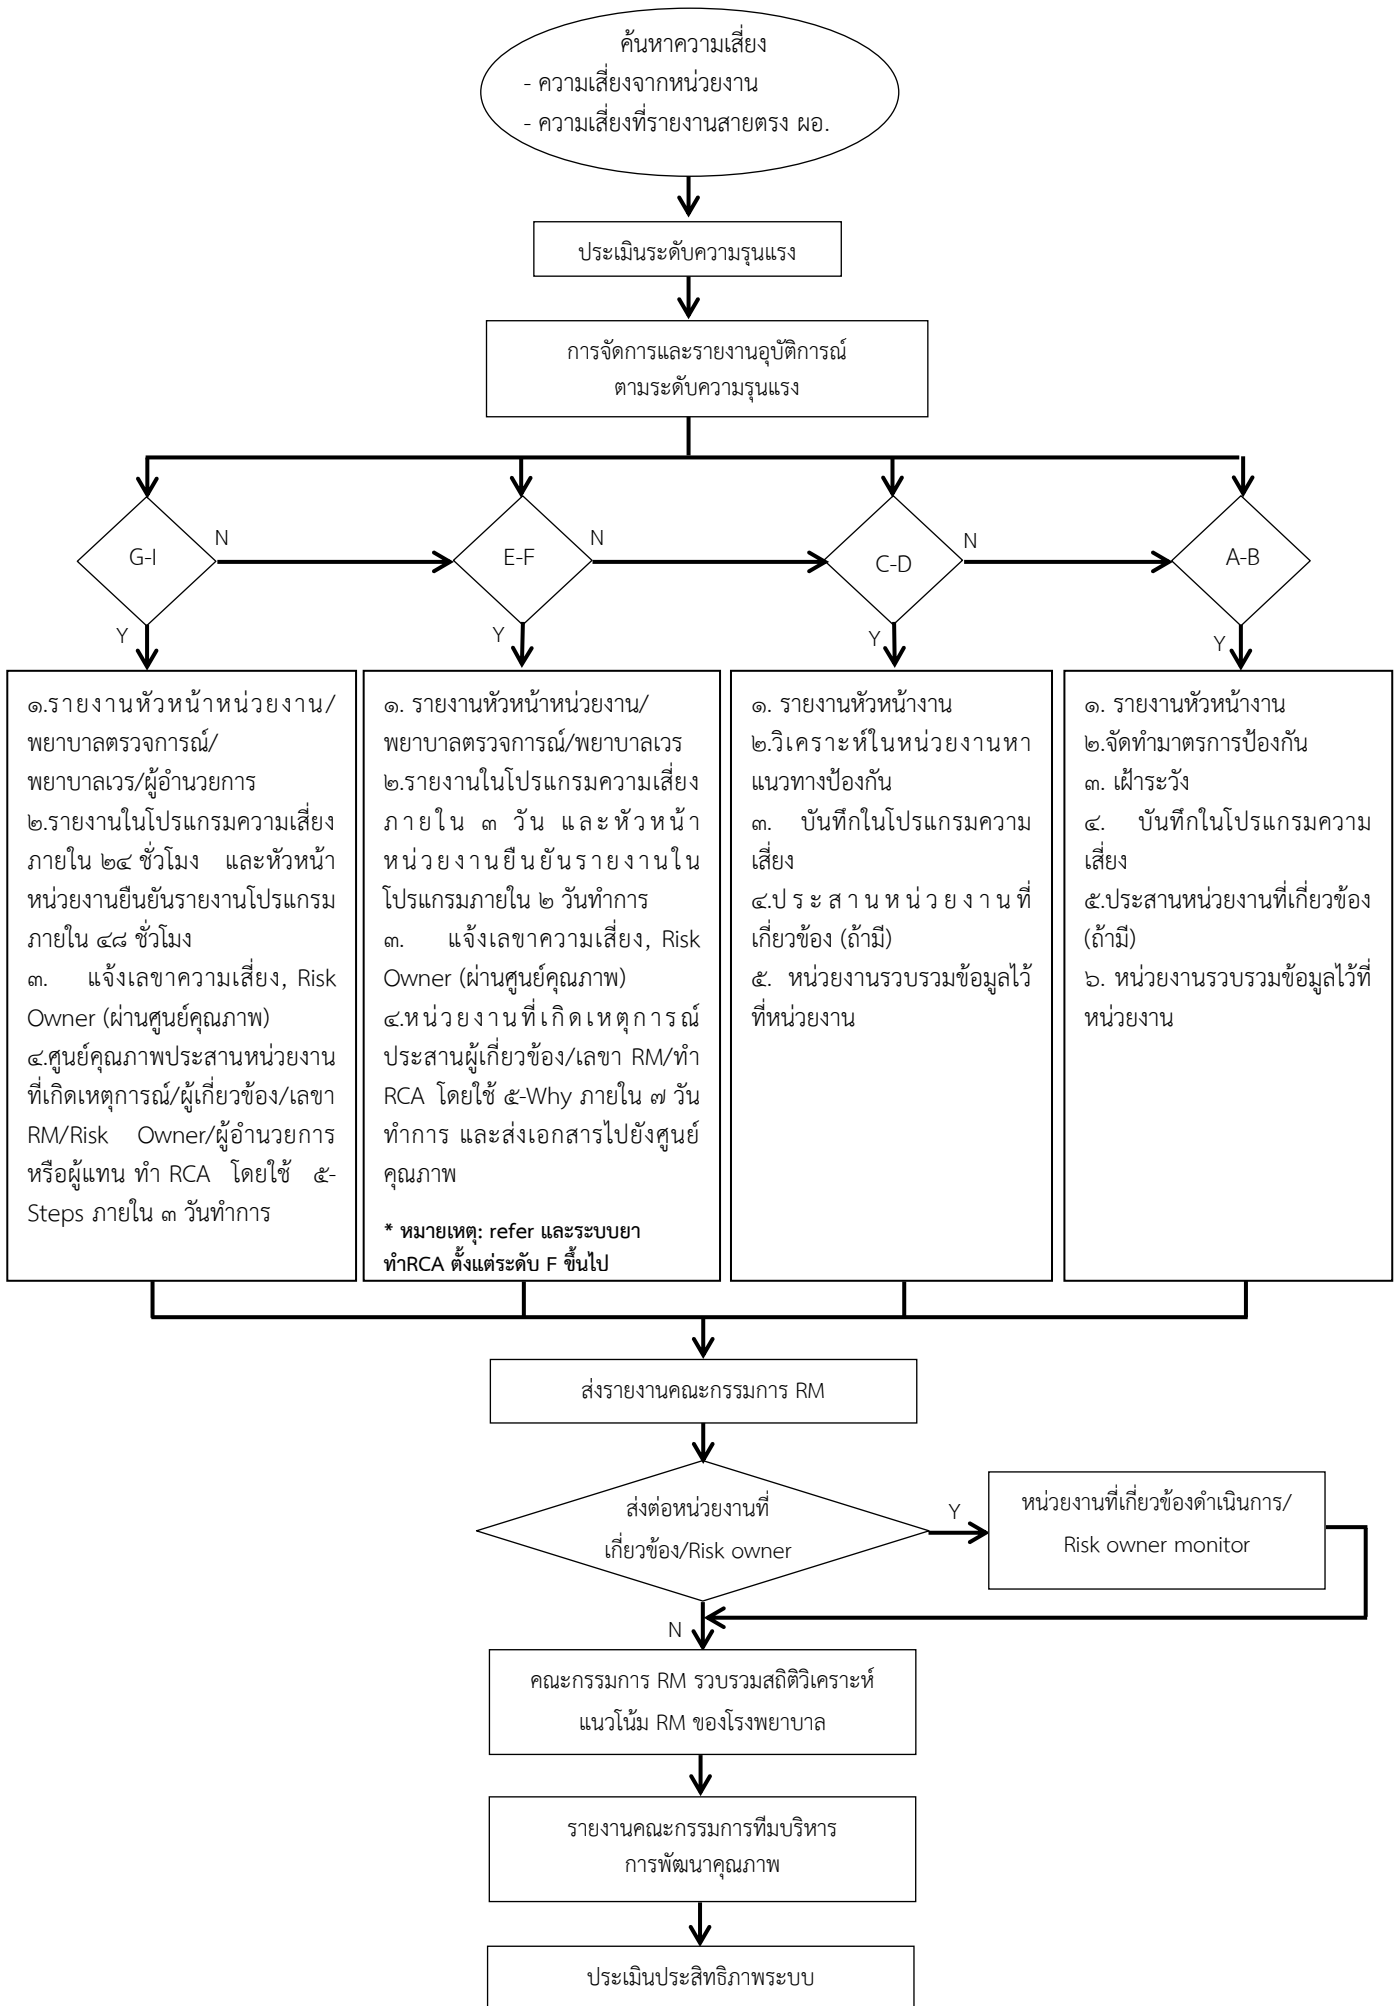 ค้นหาความเสี่ยง
- ความเสี่ยงจากหน่วยงาน
- ความเสี่ยงที่รายงานสายตรง ผอ.
ประเมินระดับความรุนแรง
การจัดการและรายงานอุบัติการณ์
ตามระดับความรุนแรง
G-I
N
E-F
N
C-D
N
A-B
Y
Y
Y
Y
๑.รายงานหัวหน้าหน่วยงาน/
พยาบาลตรวจการณ์/
พยาบาลเวร/ผู้อำนวยการ
๒.รายงานในโปรแกรมความเสี่ยง
ภายใน ๒๔ ชั่วโมง และหัวหน้า
หน่วยงานยืนยันรายงานโปรแกรม
ภายใน ๔๘ ชั่วโมง
๓. แจ้งเลขาความเสี่ยง, Risk
Owner (ผ่านศูนย์คุณภาพ)
๔.ศูนย์คุณภาพประสานหน่วยงาน
ที่เกิดเหตุการณ์/ผู้เกี่ยวข้อง/เลขา
RM/Risk Owner/ผู้อำนวยการ
หรือผู้แทน ทำ RCA โดยใช้ ๕-
Steps ภายใน ๓ วันทำการ
๑. รายงานหัวหน้าหน่วยงาน/
พยาบาลตรวจการณ์/พยาบาลเวร
๒.รายงานในโปรแกรมความเสี่ยง
ภายใน ๓ วัน และหัวหน้า
หน่วยงานยืนยันรายงานใน
โปรแกรมภายใน ๒ วันทำการ
๓. แจ้งเลขาความเสี่ยง, Risk
Owner (ผ่านศูนย์คุณภาพ)
๔.หน่วยงานที่เกิดเหตุการณ์
ประสานผู้เกี่ยวข้อง/เลขา RM/ทำ
RCA โดยใช้ ๕-Why ภายใน ๗ วัน
ทำการ และส่งเอกสารไปยังศูนย์
คุณภาพ
* หมายเหตุ: refer และระบบยา
ทำRCA ตั้งแต่ระดับ F ขึ้นไป
๑. รายงานหัวหน้างาน
๒.วิเคราะห์ในหน่วยงานหา
แนวทางป้องกัน
๓. บันทึกในโปรแกรมความ
เสี่ยง
๔.ประสานหน่วยงานที่
เกี่ยวข้อง (ถ้ามี)
๕. หน่วยงานรวบรวมข้อมูลไว้
ที่หน่วยงาน
๑. รายงานหัวหน้างาน
๒.จัดทำมาตรการป้องกัน
๓. เฝ้าระวัง
๔. บันทึกในโปรแกรมความ
เสี่ยง
๕.ประสานหน่วยงานที่เกี่ยวข้อง
(ถ้ามี)
๖. หน่วยงานรวบรวมข้อมูลไว้ที่
หน่วยงาน
ส่งรายงานคณะกรรมการ RM
ส่งต่อหน่วยงานที่
เกี่ยวข้อง/Risk owner
Y
หน่วยงานที่เกี่ยวข้องดำเนินการ/
Risk owner monitor
N
คณะกรรมการ RM รวบรวมสถิติวิเคราะห์
แนวโน้ม RM ของโรงพยาบาล
รายงานคณะกรรมการทีมบริหาร
การพัฒนาคุณภาพ
ประเมินประสิทธิภาพระบบ